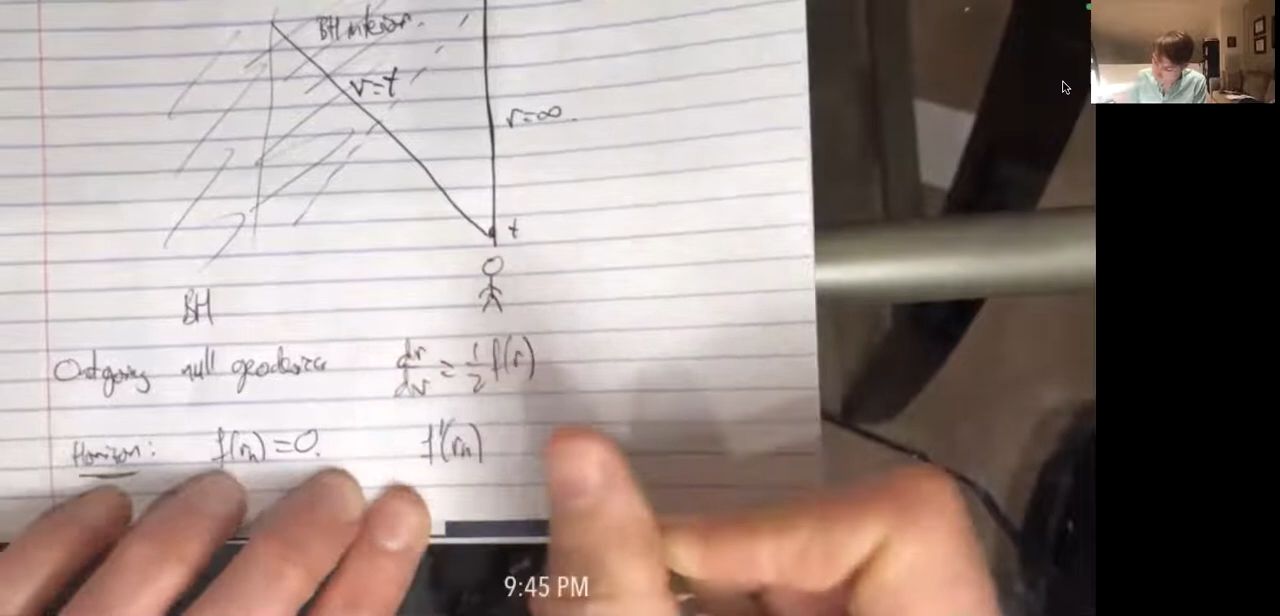 BH interior.
v=t
r=∞.
t
BH
Outgoing null geodesics dr/dv = 1/2 f(r)
Horizon: f(rₕ)=0. f'(rₕ)
9:45 PM